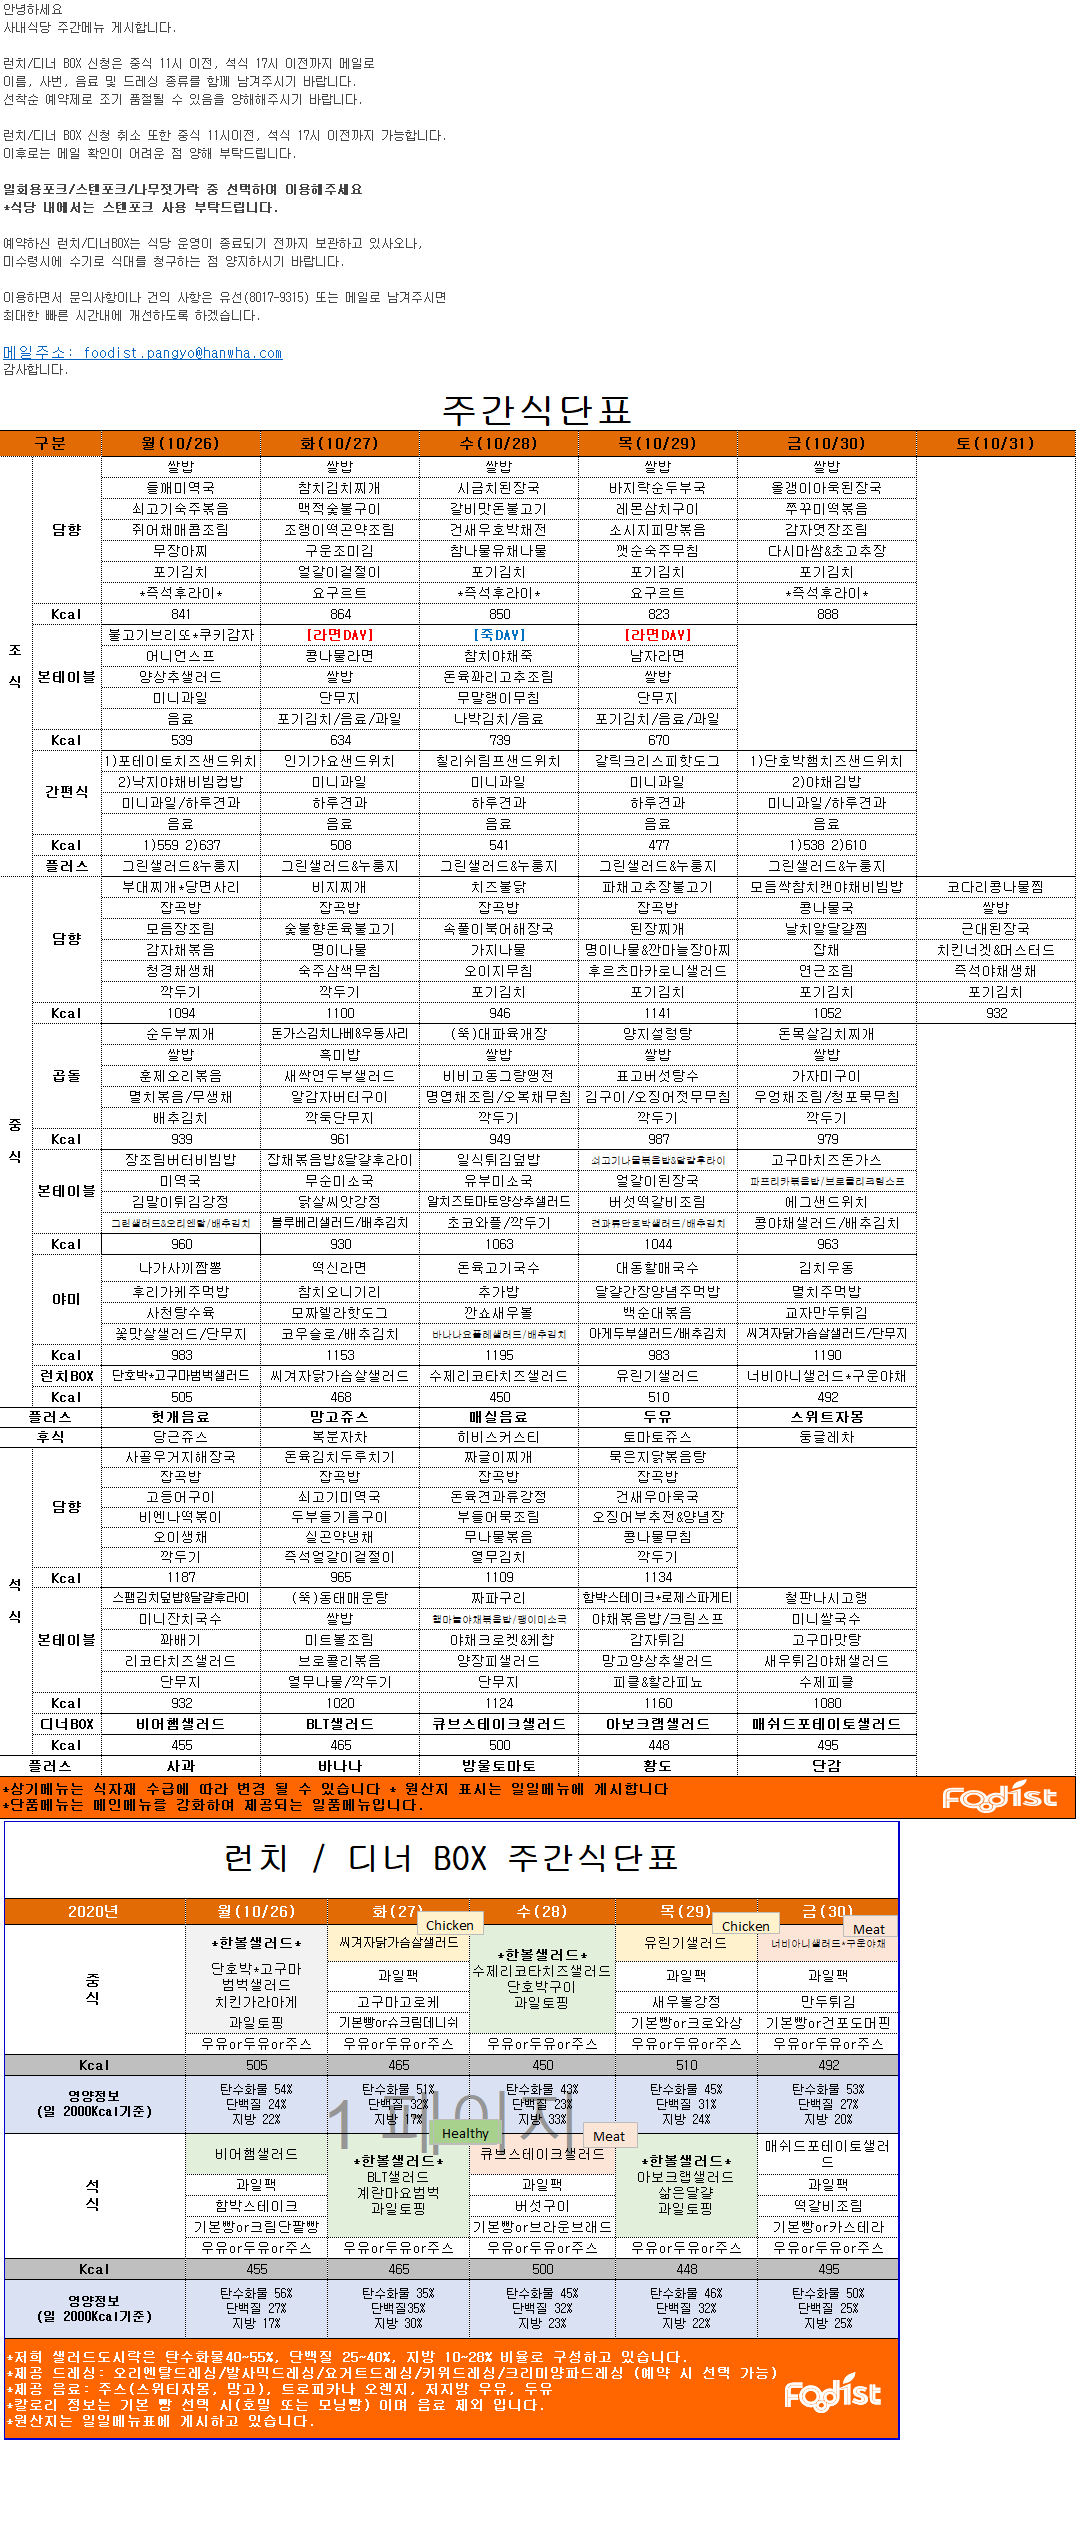 안녕하세요
사내식당 주간메뉴 게시합니다.
런치/디너 BOX 신청은 중식 11시 이전, 석식 17시 이전까지 메일로
이름, 사번, 음료 및 드레싱 종류를 함께 남겨주시기 바랍니다.
선착순 예약제로 조기 품절될 수 있음을 양해해주시기 바랍니다.
런치/디너 BOX 신청 취소 또한 중식 11시이전, 석식 17시 이전까지 가능합니다.
이후로는 메일 확인이 어려운 점 양해 부탁드립니다.
일회용포크/스텐포크/나무젓가락 중 선택하여 이용해주세요
*식당 내에서는 스텐포크 사용 부탁드립니다.
예약하신 런치/디너BOX는 식당 운영이 종료되기 전까지 보관하고 있사오니,
미수령시에 수기로 식대를 청구하는 점 양지하시기 바랍니다.
이용하면서 문의사항이나 건의 사항은 유선(8017-9315) 또는 메일로 남겨주시면
최대한 빠른 시간내에 개선하도록 하겠습니다.
메일주소: foodist.pangyo@hanwha.com
감사합니다.
주간식단표
구분 월(10/26) 화(10/27) 수(10/28) 목(10/29) 금(10/30) 토(10/31)
조식
담향
쌀밥 쌀밥 쌀밥 쌀밥 쌀밥
들깨미역국 참치김치찌개 시금치된장국 바지락순두부국 올갱이아욱된장국
쇠고기숙주볶음 맥적숯불구이 갈비맛돈불고기 레몬삼치구이 쭈꾸미떡볶음
쥐어채매콤조림 조랭이떡곤약조림 건새우호박채전 소시지피망볶음 감자엿장조림
무장아찌 구운조미김 참나물유채나물 깻순숙주무침 다시마쌈&초고추장
포기김치 얼갈이겉절이 포기김치 포기김치 포기김치
*즉석후라이* 요구르트 *즉석후라이* 요구르트 *즉석후라이*
Kcal 841 864 850 823 888
본테이블
불고기브리또*쿠키감자 [라면DAY] [죽DAY] [라면DAY]
어니언스프 콩나물라면 참치야채죽 남자라면
양상추샐러드 쌀밥 돈육꽈리고추조림 쌀밥
미니과일 단무지 무말랭이무침 단무지
음료 포기김치/음료/과일 나박김치/음료 포기김치/음료/과일
Kcal 539 634 739 670
간편식
1)포테이토치즈샌드위치 인기가요샌드위치 칠리쉬림프샌드위치 갈릭크리스피핫도그 1)단호박햄치즈샌드위치
2)낙지야채비빔컵밥 미니과일 미니과일 미니과일 2)야채김밥
미니과일/하루견과 하루견과 하루견과 하루견과 미니과일/하루견과
음료 음료 음료 음료 음료
Kcal 1)559 2)637 508 541 477 1)538 2)610
플러스 그린샐러드&누룽지 그린샐러드&누룽지 그린샐러드&누룽지 그린샐러드&누룽지 그린샐러드&누룽지
중식
담향
부대찌개*당면사리 비지찌개 치즈불닭 파채고추장불고기 모듬싹참치캔야채비빔밥 코다리콩나물찜
잡곡밥 잡곡밥 잡곡밥 잡곡밥 콩나물국 쌀밥
모듬장조림 숯불향돈육불고기 속풀이북어해장국 된장찌개 날치알달걀찜 근대된장국
감자채볶음 명이나물 가지나물 명이나물&깐마늘장아찌 잡채 치킨너겟&머스터드
청경채생채 숙주삼색무침 오이지무침 후르츠마카로니샐러드 연근조림 즉석야채생채
깍두기 깍두기 포기김치 포기김치 포기김치 포기김치
Kcal 1094 1100 946 1141 1052 932
곱돌
순두부찌개 돈가스김치나베&우동사리 (뚝)대파육개장 양지설렁탕 돈목살김치찌개
쌀밥 흑미밥 쌀밥 쌀밥 쌀밥
훈제오리볶음 새싹연두부샐러드 비비고동그랑땡전 표고버섯탕수 가자미구이
멸치볶음/무생채 알감자버터구이 명엽채조림/오복채무침 김구이/오징어젓무무침 우엉채조림/청포묵무침
배추김치 깍둑단무지 깍두기 깍두기 깍두기
Kcal 939 961 949 987 979
본테이블
장조림버터비빔밥 잡채볶음밥&달걀후라이 일식튀김덮밥 쇠고기나물볶음밥&달걀후라이 고구마치즈돈가스
미역국 무순미소국 유부미소국 얼갈이된장국 파프리카볶음밥/브로콜리크림스프
김말이튀김강정 닭살씨앗강정 알치즈토마토양상추샐러드 버섯떡갈비조림 에그샌드위치
그린샐러드&오리엔탈/배추김치 블루베리샐러드/배추김치 초코와플/깍두기 견과류단호박샐러드/배추김치 콩야채샐러드/배추김치
Kcal 960 930 1063 1044 963
야미
나가사끼짬뽕 떡신라면 돈육고기국수 대동할매국수 김치우동
후리가케주먹밥 참치오니기리 추가밥 달걀간장양념주먹밥 멸치주먹밥
사천탕수육 모짜렐라핫도그 깐쇼새우볼 백순대볶음 교자만두튀김
꽃맛살샐러드/단무지 코우슬로/배추김치 바나나요플레샐러드/배추김치 아게두부샐러드/배추김치 씨겨자닭가슴살샐러드/단무지
Kcal 983 1153 1195 983 1190
런치BOX 단호박*고구마범벅샐러드 씨겨자닭가슴살샐러드 수제리코타치즈샐러드 유린기샐러드 너비아니샐러드*구운야채
Kcal 505 468 450 510 492
플러스 헛개음료 망고쥬스 매실음료 두유 스위트자몽
후식 당근쥬스 복분자차 히비스커스티 토마토쥬스 둥글레차
석식
담향
사골우거지해장국 돈육김치두루치기 짜글이찌개 묵은지닭볶음탕
잡곡밥 잡곡밥 잡곡밥 잡곡밥
고등어구이 쇠고기미역국 돈육견과류강정 건새우아욱국
비엔나떡볶이 두부들기름구이 부들어묵조림 오징어부추전&양념장
오이생채 실곤약냉채 무나물볶음 콩나물무침
깍두기 즉석얼갈이겉절이 열무김치 깍두기
Kcal 1187 965 1109 1134
본테이블
스팸김치덮밥&달걀후라이 (뚝)동태매운탕 짜파구리 함박스테이크*로제스파게티 철판나시고랭
미니잔치국수 쌀밥 햄마늘야채볶음밥/팽이미소국 야채볶음밥/크림스프 미니쌀국수
꽈배기 미트볼조림 야채크로켓&케찹 감자튀김 고구마맛탕
리코타치즈샐러드 브로콜리볶음 양장피샐러드 망고양상추샐러드 새우튀김야채샐러드
단무지 열무나물/깍두기 단무지 피클&할라피뇨 수제피클
Kcal 932 1020 1124 1160 1080
디너BOX 비어햄샐러드 BLT샐러드 큐브스테이크샐러드 아보크랩샐러드 매쉬드포테이토샐러드
Kcal 455 465 500 448 495
플러스 사과 바나나 방울토마토 황도 단감
*상기메뉴는 식자재 수급에 따라 변경 될 수 있습니다 * 원산지 표시는 일일메뉴에 게시합니다
*단품메뉴는 메인메뉴를 강화하여 제공되는 일품메뉴입니다.
Foodist
런치 / 디너 BOX 주간식단표
2020년 월(10/26) 화(27) 수(28) 목(29) 금(30)
Chicken Chicken Meat
중식
*한볼샐러드* 씨겨자닭가슴살샐러드 *한볼샐러드* 유린기샐러드 너비아니샐러드*구운야채
단호박*고구마 과일팩 수제리코타치즈샐러드 과일팩 과일팩
범벅샐러드 단호박구이
치킨가라아게 고구마고로케 과일토핑 새우볼강정 만두튀김
과일토핑 기본빵or슈크림데니쉬 기본빵or크로와상 기본빵or건포도머핀
우유or두유or주스 우유or두유or주스 우유or두유or주스 우유or두유or주스 우유or두유or주스
Kcal 505 465 450 510 492
영양정보
(일 2000Kcal기준)
탄수화물 54% 탄수화물 51% 탄수화물 43% 탄수화물 45% 탄수화물 53%
단백질 24% 단백질 32% 단백질 23% 단백질 31% 단백질 27%
지방 22% 지방 17% 지방 33% 지방 24% 지방 20%
1 페이지
Healthy Meat
석식
비어햄샐러드 *한볼샐러드* 큐브스테이크샐러드 *한볼샐러드* 매쉬드포테이토샐러드
과일팩 BLT샐러드 과일팩 아보크랩샐러드 과일팩
함박스테이크 계란마요범벅 버섯구이 삶은달걀 떡갈비조림
기본빵or크림단팥빵 과일토핑 기본빵or브라운브래드 과일토핑 기본빵or카스테라
우유or두유or주스 우유or두유or주스 우유or두유or주스 우유or두유or주스 우유or두유or주스
Kcal 455 465 500 448 495
영양정보
(일 2000Kcal기준)
탄수화물 56% 탄수화물 35% 탄수화물 45% 탄수화물 46% 탄수화물 50%
단백질 27% 단백질35% 단백질 32% 단백질 32% 단백질 25%
지방 17% 지방 30% 지방 23% 지방 22% 지방 25%
*저희 샐러드도시락은 탄수화물40~55%, 단백질 25~40%, 지방 10~28% 비율로 구성하고 있습니다.
*제공 드레싱: 오리엔탈드레싱/발사믹드레싱/요거트드레싱/키위드레싱/크리미양파드레싱 (예약 시 선택 가능)
*제공 음료: 주스(스위티자몽, 망고), 트로피카나 오렌지, 저지방 우유, 두유
*칼로리 정보는 기본 빵 선택 시(호밀 또는 모닝빵) 이며 음료 제외 입니다.
*원산지는 일일메뉴표에 게시하고 있습니다.
Foodist